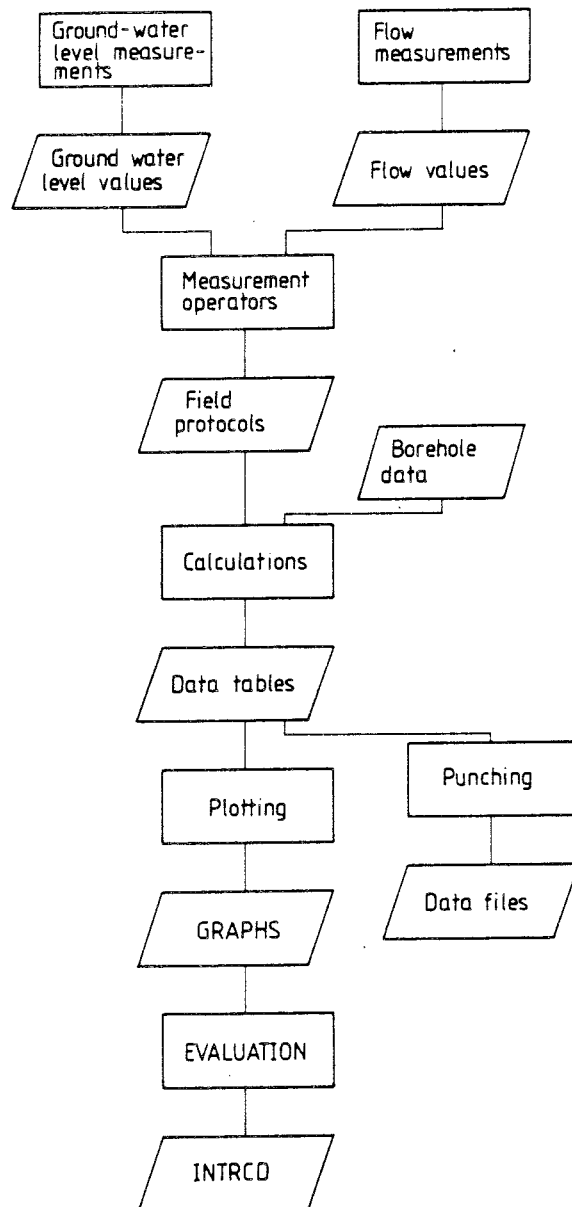 Ground-water
level measure-
ments
Flow
measurements
Ground water
level values
Flow values
Measurement
operators
Field
protocols
Borehole
data
Calculations
Data tables
Punching
Plotting
Data files
GRAPHS
EVALUATION
INTRCD